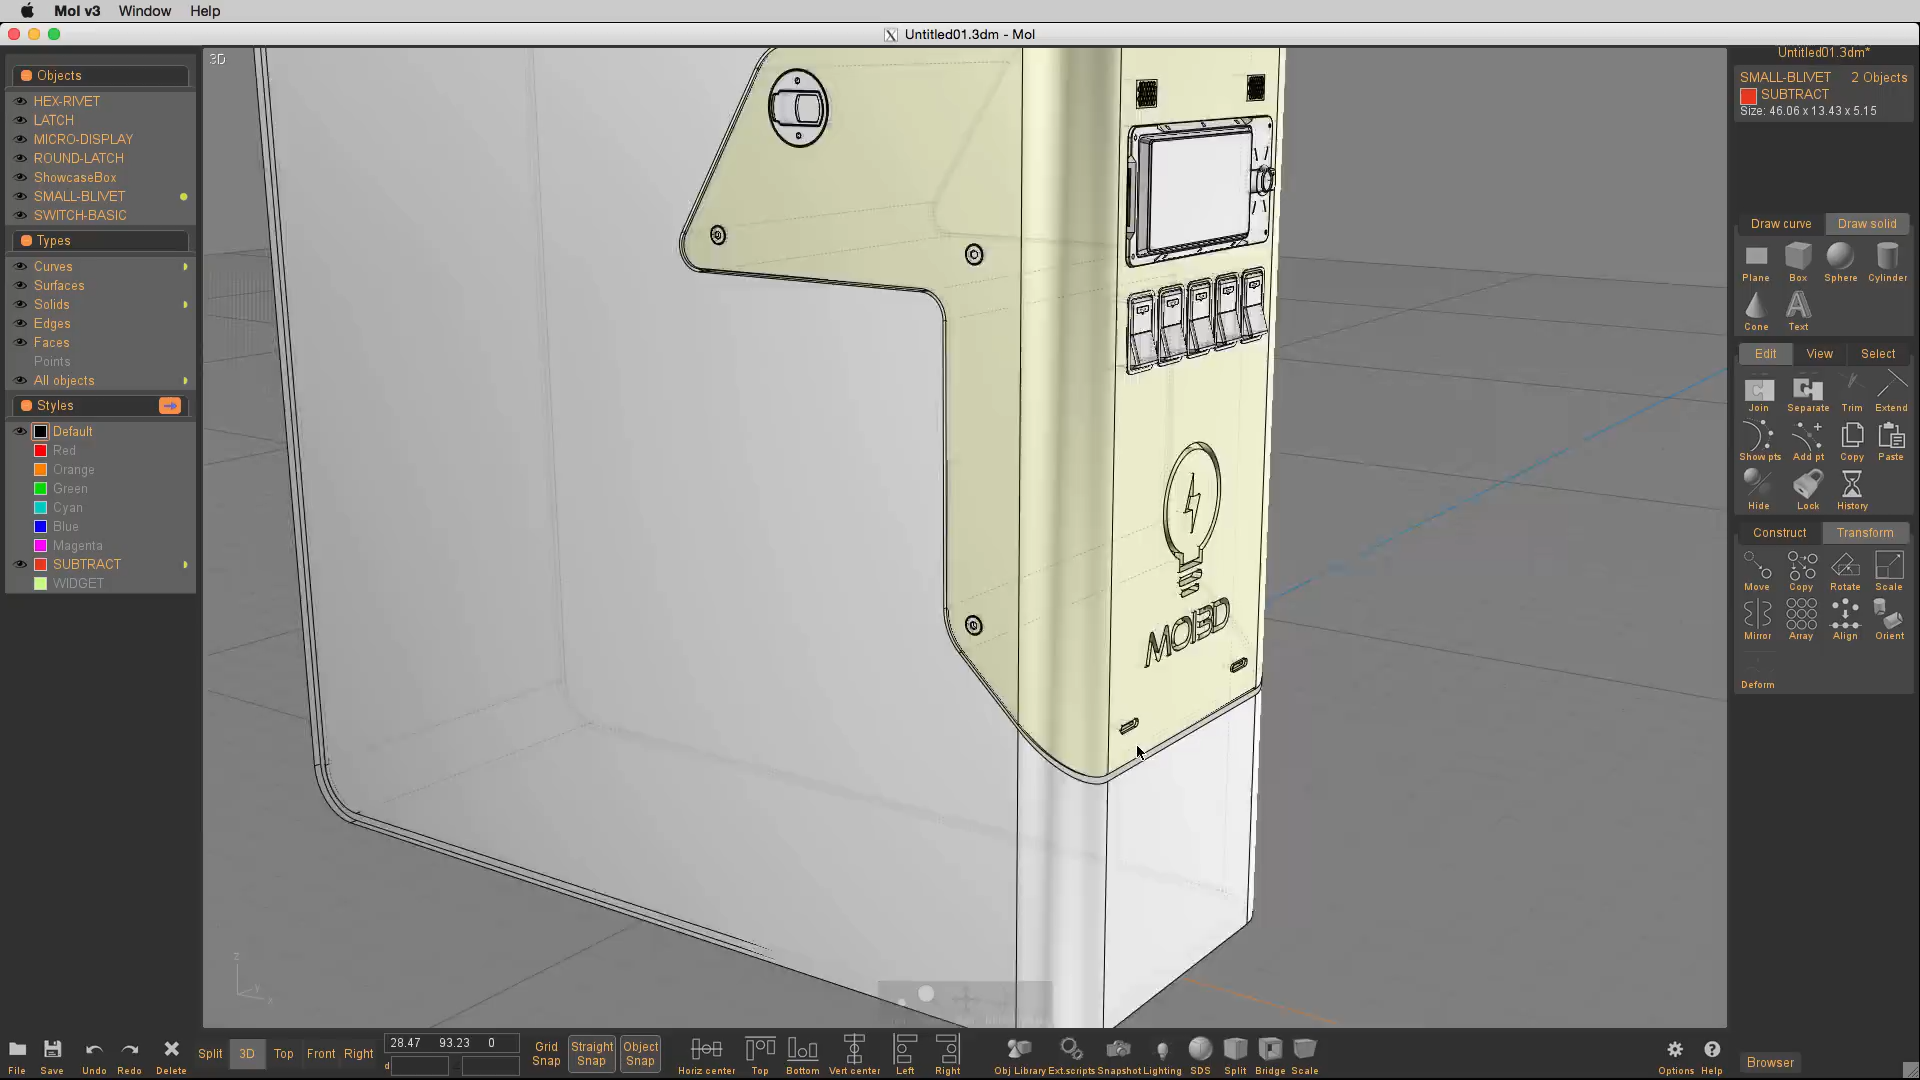 MoI v3 Window Help
Untitled01.3dm - MoI
Objects
HEX-RIVET
LATCH
MICRO-DISPLAY
ROUND-LATCH
ShowcaseBox
SMALL-BLIVET
SWITCH-BASIC
Types
Curves
Surfaces
Solids
Edges
Faces
Points
All objects
Styles
Default
Red
Orange
Green
Cyan
Blue
Magenta
SUBTRACT
WIDGET
3D
MOI3D
z
y
x
Untitled01.3dm*
SMALL-BLIVET 2 Objects
SUBTRACT
Size: 46.06 x 13.43 x 5.15
Draw curve Draw solid
Plane Box Sphere Cylinder
Cone Text
Edit View Select
Join Separate Trim Extend
Show pts Add pt Copy Paste
Hide Lock History
Construct Transform
Move Copy Rotate Scale
Mirror Array Align Orient
Deform
File Save Undo Redo Delete
Split 3D Top Front Right
28.47 93.23 0
d
Grid Snap
Straight Snap
Object Snap
Horiz center Top Bottom Vert center Left Right
Obj Library Ext.scripts Snapshot Lighting SDS Split Bridge Scale
Options Help
Browser